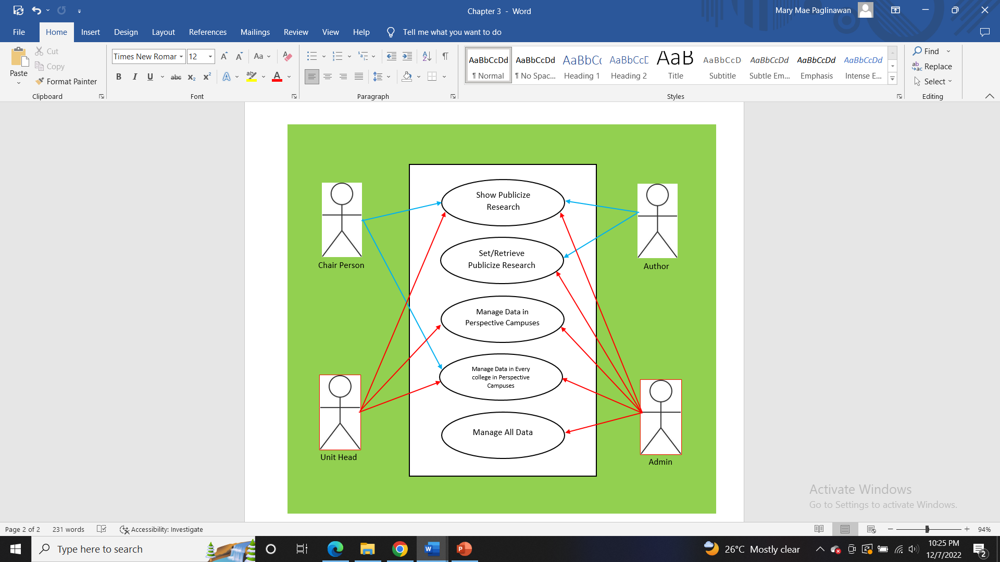 Chapter 3 - Word
Mary Mae Paglinawan
File
Home
Insert
Design
Layout
References
Mailings
Review
View
Help
Tell me what you want to do
Paste
Cut
Copy
Format Painter
Clipboard
Times New Romar
12
Aa
B
I
U
abc
x₂
x²
A
ab
A
Font
Paragraph
AaBbCcDd
¶ Normal
AaBbCcDd
¶ No Spac...
AaBbCc
Heading 1
AaBbCcD
Heading 2
AaB
Title
AaBbCcD
Subtitle
AaBbCcDd
Subtle Em...
AaBbCcDd
Emphasis
AaBbCcDd
Intense E...
Styles
Find
Replace
Select
Editing
Show Publicize
Research
Set/Retrieve
Publicize Research
Manage Data in
Perspective Campuses
Manage Data in Every
college in Perspective
Campuses
Manage All Data
Chair Person
Author
Unit Head
Admin
Activate Windows
Go to Settings to activate Windows.
Page 2 of 2
231 words
Accessibility: Investigate
94%
Type here to search
26°C Mostly clear
10:25 PM
12/7/2022
2